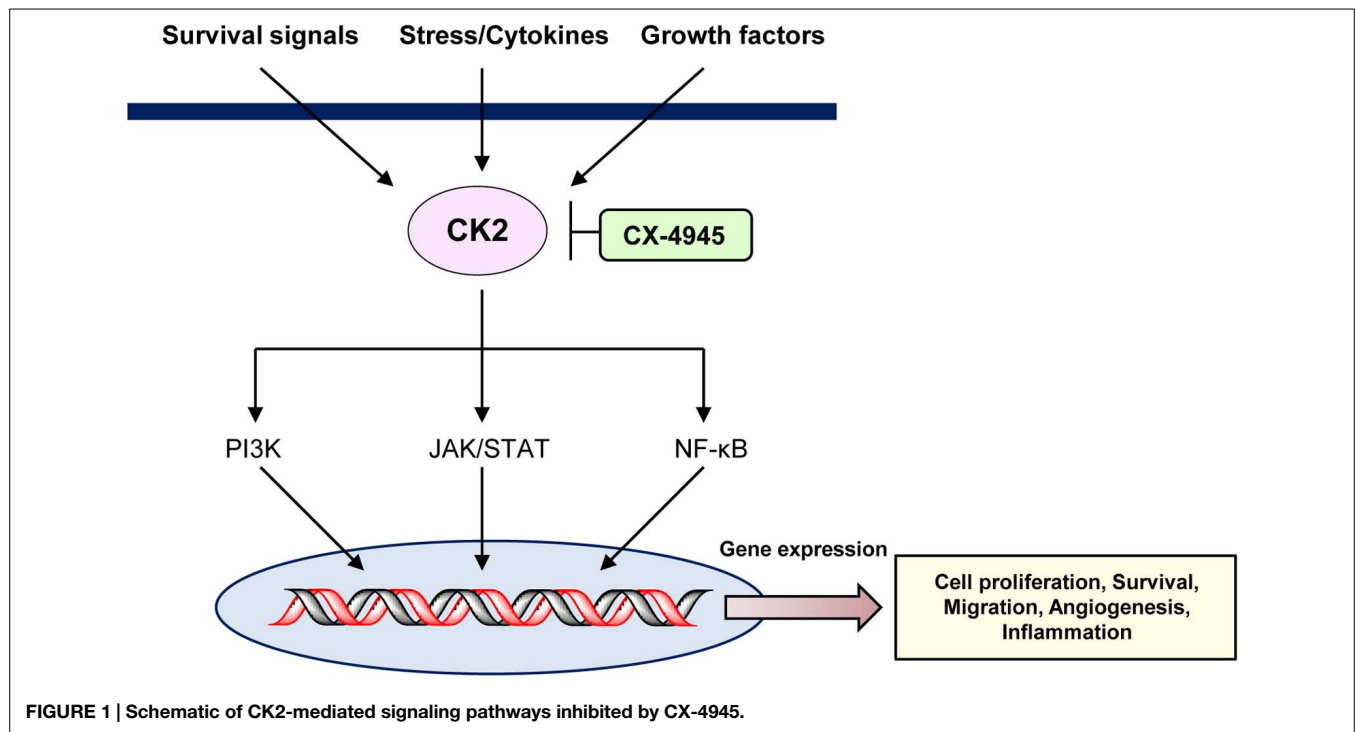 Survival signals Stress/Cytokines Growth factors
CK2
CX-4945
PI3K JAK/STAT NF-κB
Gene expression
Cell proliferation, Survival,
Migration, Angiogenesis,
Inflammation
FIGURE 1 | Schematic of CK2-mediated signaling pathways inhibited by CX-4945.